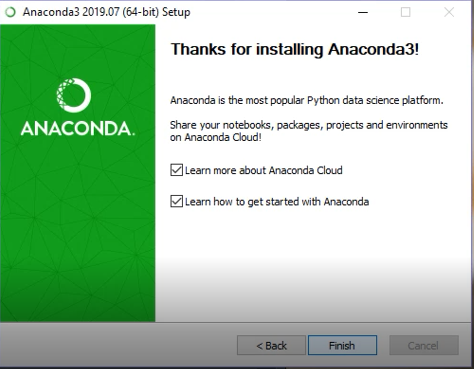 Anaconda3 2019.07 (64-bit) Setup
Thanks for installing Anaconda3!
ANACONDA.
Anaconda is the most popular Python data science platform.
Share your notebooks, packages, projects and environments
on Anaconda Cloud!
Learn more about Anaconda Cloud
Learn how to get started with Anaconda
< Back
Finish
Cancel